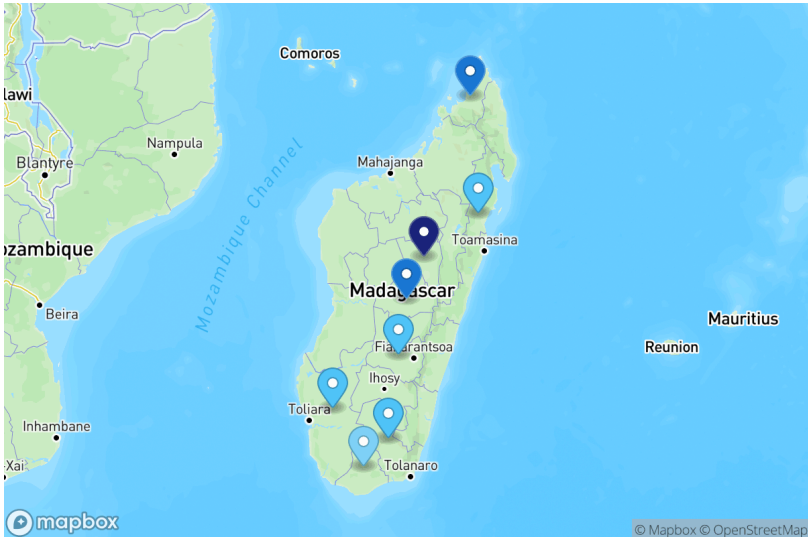 Comoros
lawi
Nampula
Blantyre
Mahajanga
Mozambique Channel
Toamasina
ozambique
Madagascar
Beira
Mauritius
Reunion
Fianarantsoa
Ihosy
Toliara
Inhambane
-Xai
Tolanaro
mapbox
© Mapbox © OpenStreetMap